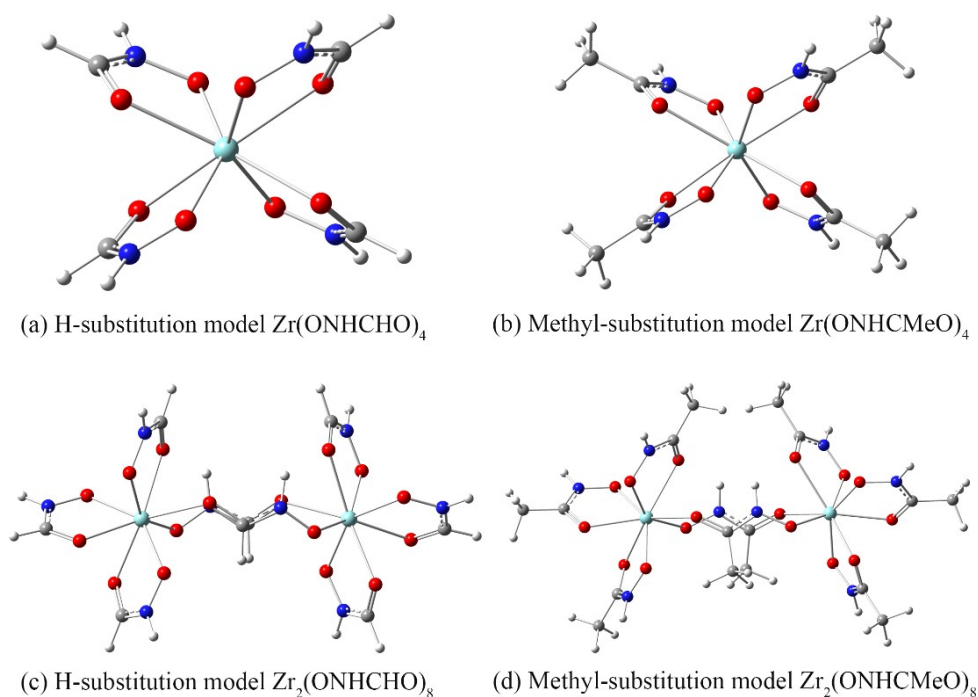 (a) H-substitution model Zr(ONHCHO)₄
(b) Methyl-substitution model Zr(ONHCMeO)₄
(c) H-substitution model Zr₂(ONHCHO)₈
(d) Methyl-substitution model Zr₂(ONHCMeO)₈